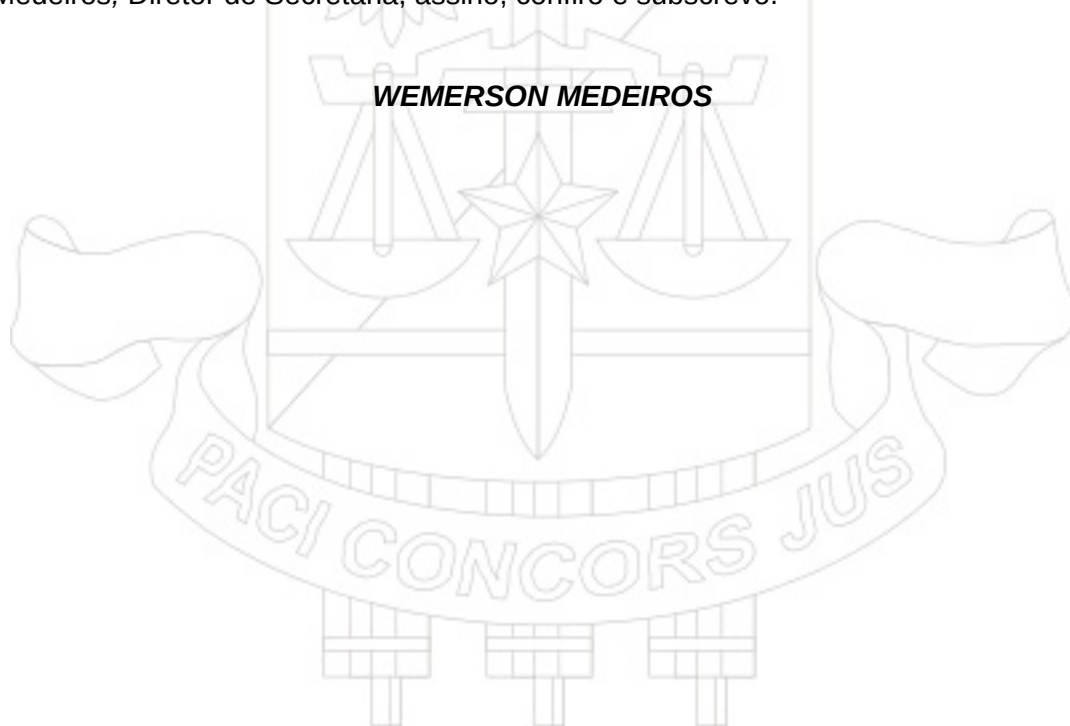 Medeiros, Diretor de Secretaria, assino, confiro e subscrevo.
WEMERSON MEDEIROS
PACI CONCORS JUS